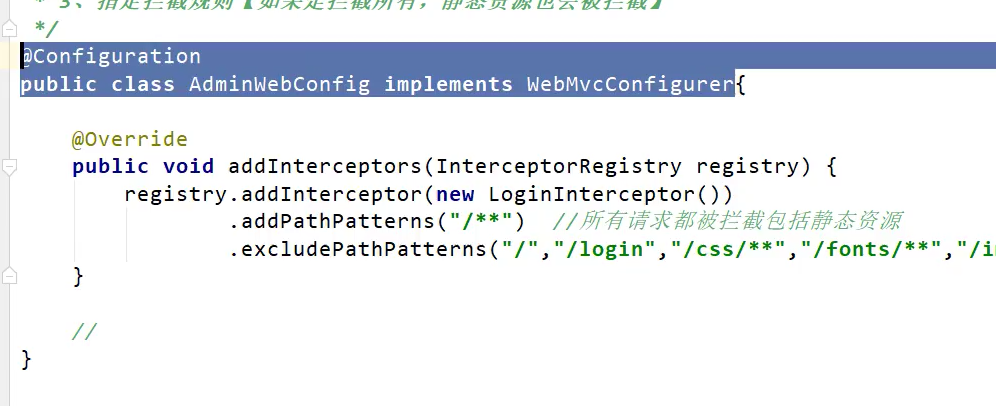 * 3、指定拦截规则【如果是拦截所有，静态资源也会被拦截】
*/
@Configuration
public class AdminWebConfig implements WebMvcConfigurer{
@Override
public void addInterceptors(InterceptorRegistry registry) {
registry.addInterceptor(new LoginInterceptor())
.addPathPatterns("/**")  //所有请求都被拦截包括静态资源
.excludePathPatterns("/","/login","/css/**","/fonts/**","/i
}
//
}